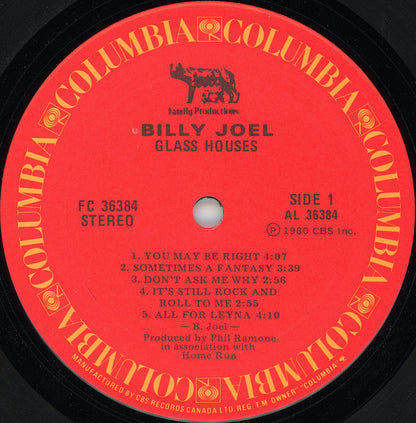 COLUMBIA COLUMBIA COLUMBIA COLUMBIA COLUMBIA COLUMBIA
Family Productions
BILLY JOEL
GLASS HOUSES
FC 36384
STEREO
SIDE 1
AL 36384
Ⓟ 1980 CBS Inc.
1. YOU MAY BE RIGHT 4:07
2. SOMETIMES A FANTASY 3:39
3. DON'T ASK ME WHY 2:56
4. IT'S STILL ROCK AND
ROLL TO ME 2:55
5. ALL FOR LEYNA 4:10
— B. Joel —
Produced by Phil Ramone
in association with
Home Run
MANUFACTURED BY CBS RECORDS CANADA LTD. REG. T.M. OWNER "COLUMBIA"